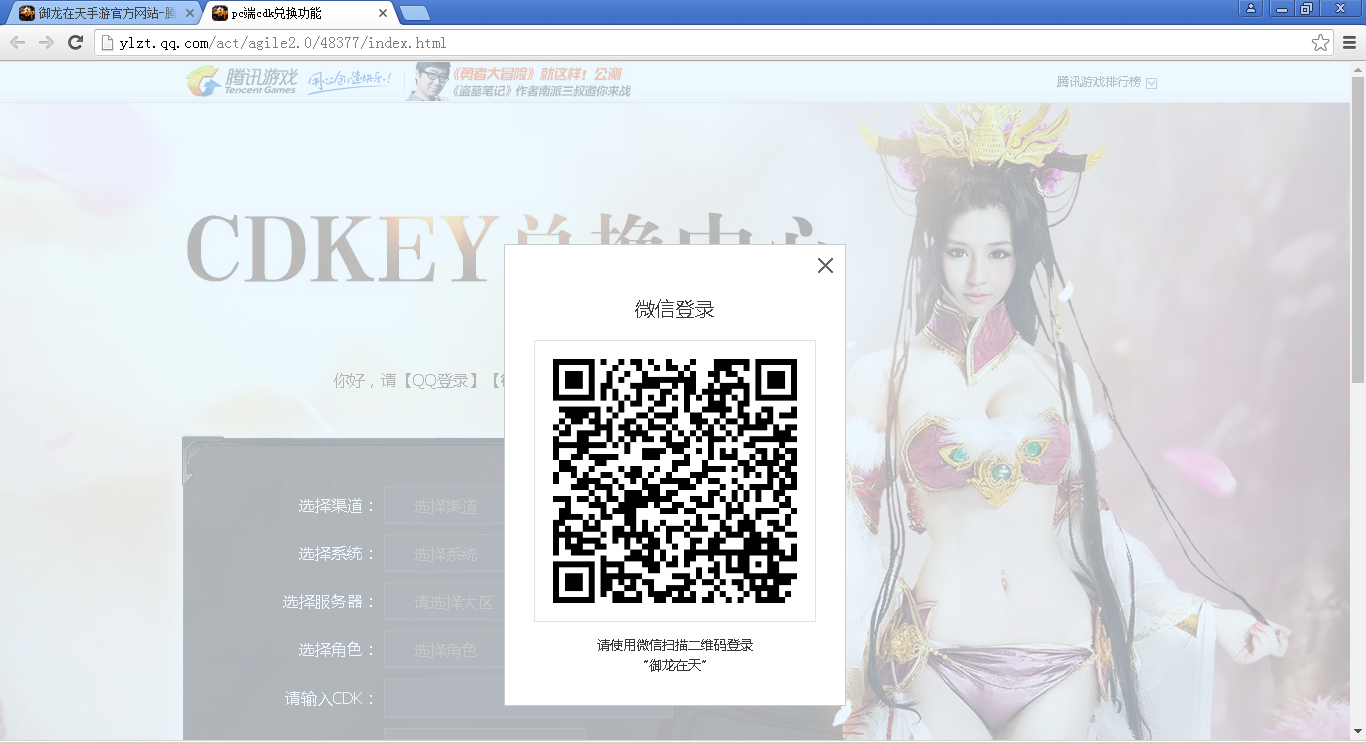 御龙在天手游官方网站-腾
pc端cdk兑换功能
ylzt.qq.com/act/agile2.0/48377/index.html
腾讯游戏
Tencent Games
用心创造快乐!
《勇者大冒险》新这样!公测
《盗墓笔记》作者南派三叔邀你来战
腾讯游戏排行榜
CDKEY兑换中心
你好，请【QQ登录】【微
微信登录
请使用微信扫描二维码登录
"御龙在天"
选择渠道：
选择渠道
选择系统：
选择系统
选择服务器：
请选择大区
选择角色：
选择角色
请输入CDK：